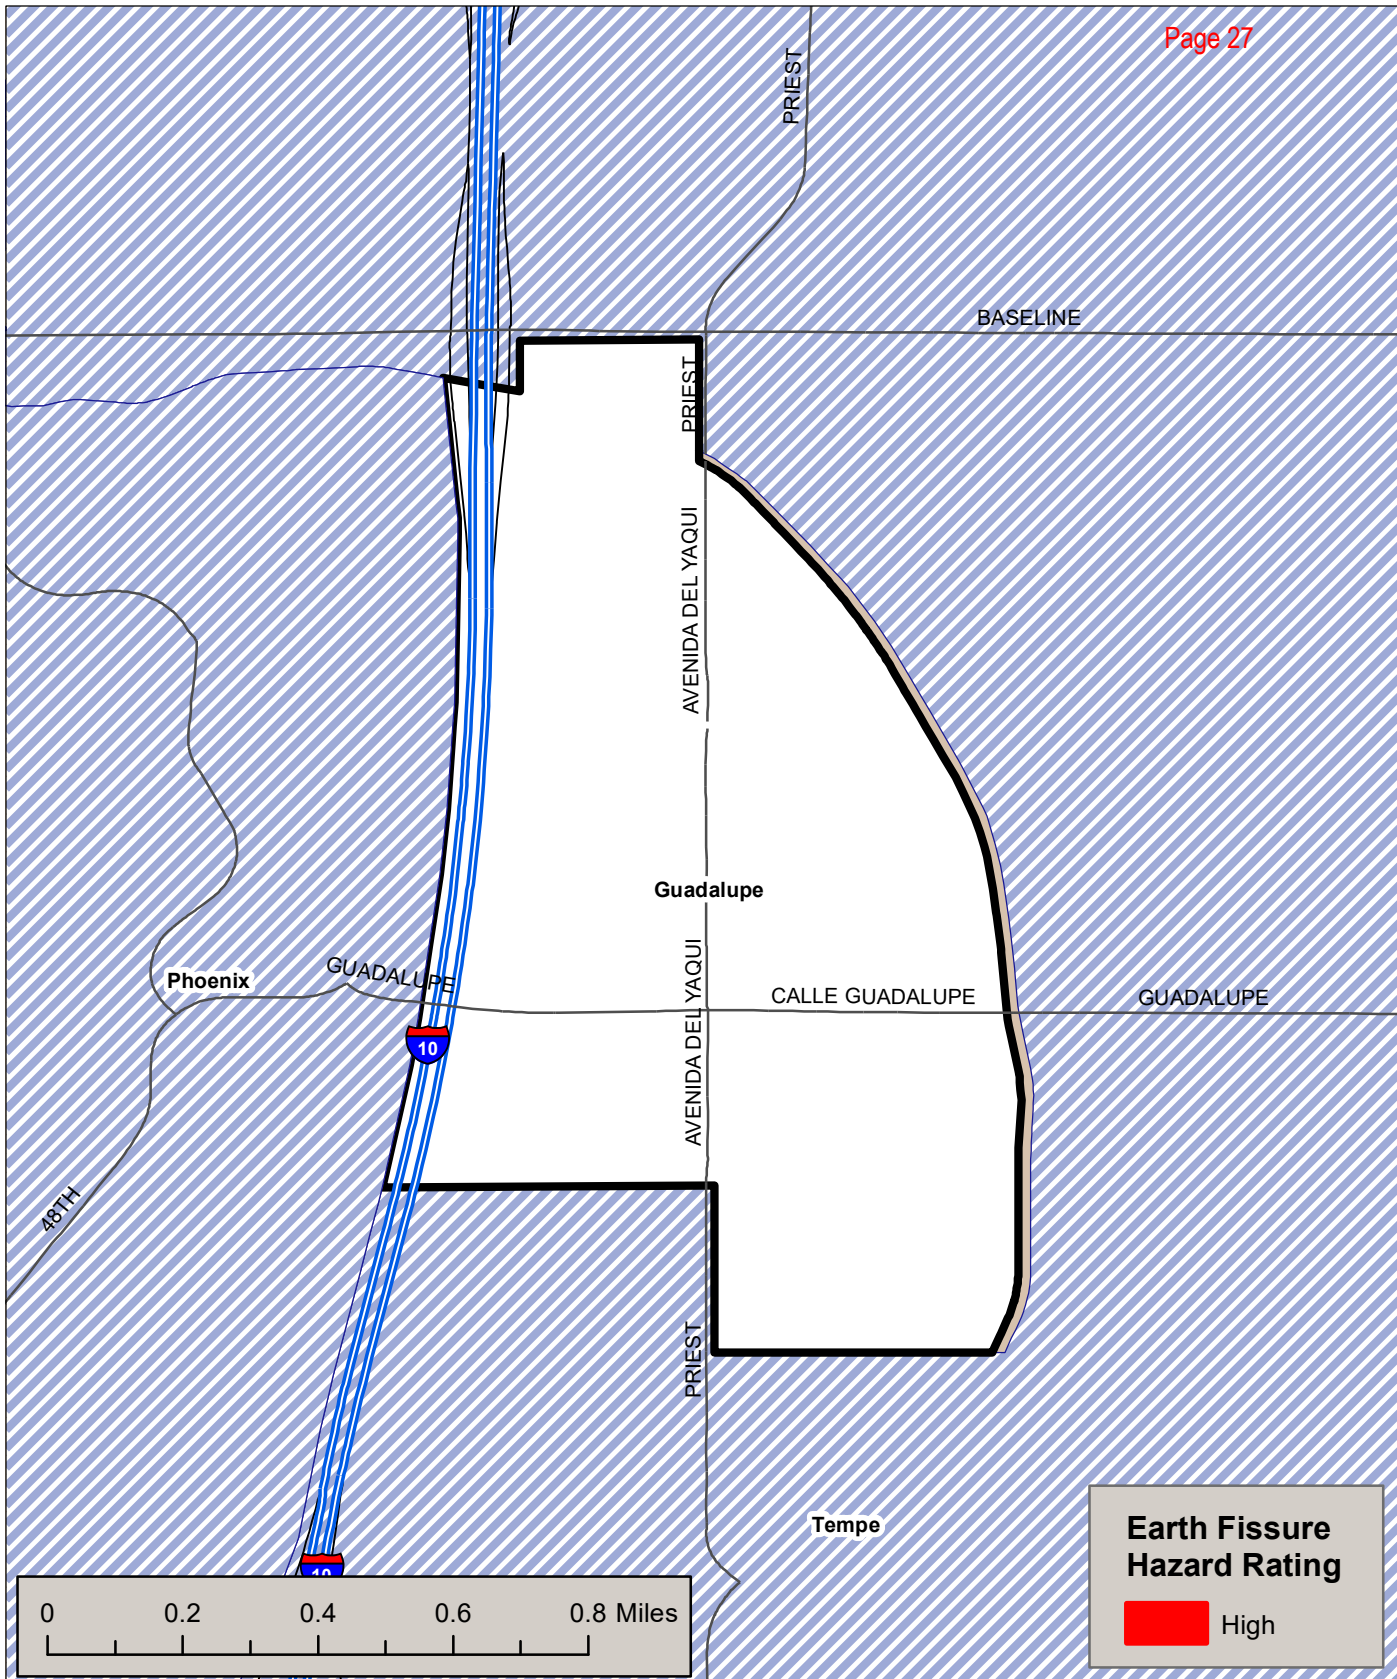 Page 27
PRIEST
BASELINE
PRIEST
AVENIDA DEL YAQUI
Guadalupe
AVENIDA DEL YAQUI
Phoenix
GUADALUPE
CALLE GUADALUPE
GUADALUPE
10
48TH
PRIEST
Tempe
10
Earth Fissure
Hazard Rating
High
0 0.2 0.4 0.6 0.8 Miles